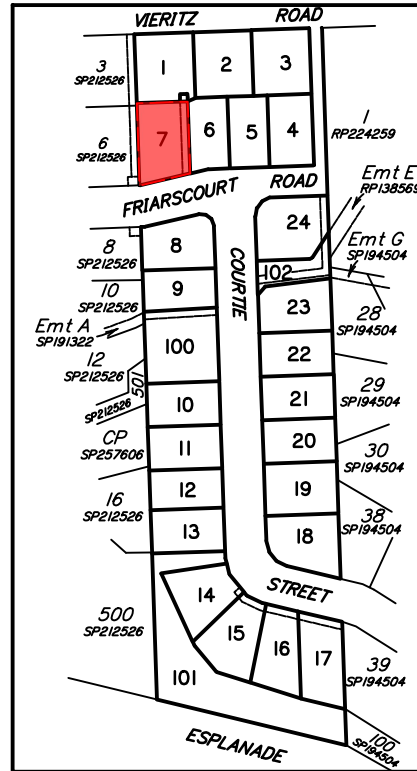 VIERITZ ROAD
3
SP212526
1
2
3
6
SP212526
7
6
5
4
1
RP224259
FRIARSCOURT ROAD
Emt E
RP138569
Emt G
SP194504
8
SP212526
8
COURTIE
24
102
10
SP212526
9
23
28
SP194504
Emt A
SP191322
100
22
12
SP212526
501
SP212526
10
21
29
SP194504
CP
SP257606
11
20
30
SP194504
16
SP212526
12
19
13
18
38
SP194504
STREET
500
SP212526
14
15
16
17
39
SP194504
101
100
SP194504
ESPLANADE